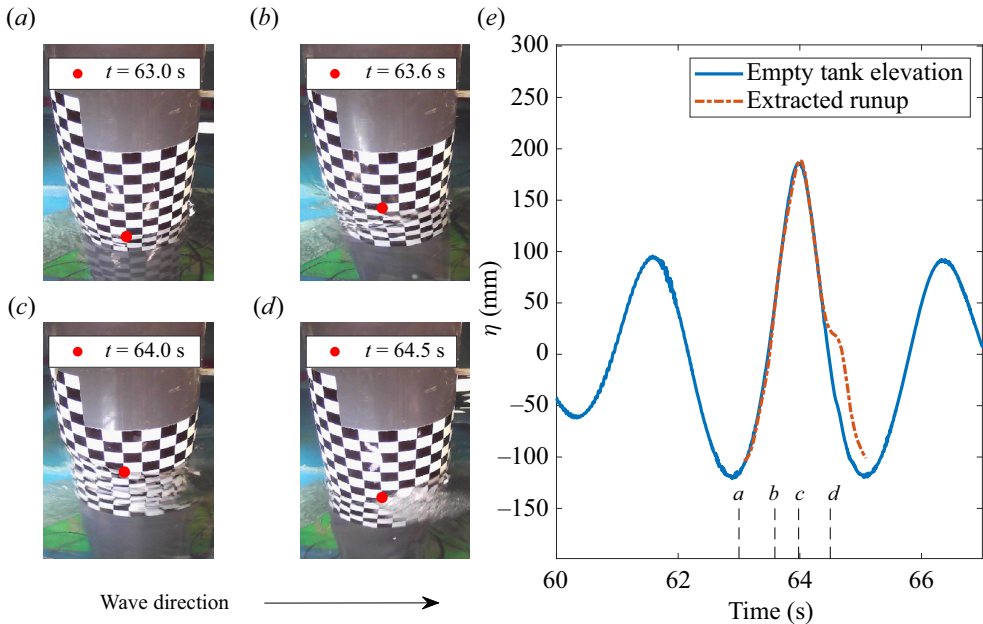 (a)
t = 63.0 s
(b)
t = 63.6 s
(c)
t = 64.0 s
(d)
t = 64.5 s
Wave direction
(e)
300
250
200
150
100
50
0
−50
−100
−150
η (mm)
Empty tank elevation
Extracted runup
a b c d
60 62 64 66
Time (s)